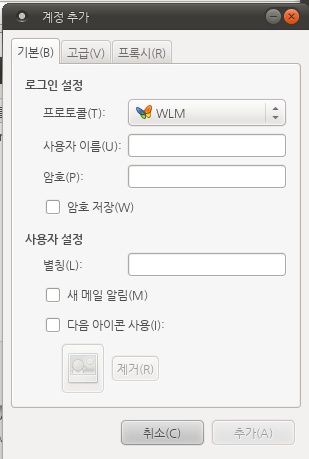 계정 추가
기본(B) 고급(V) 프록시(R)
로그인 설정
프로토콜(T): WLM
사용자 이름(U):
암호(P):
암호 저장(W)
사용자 설정
별칭(L):
새 메일 알림(M)
다음 아이콘 사용(I):
제거(R)
취소(C) 추가(A)